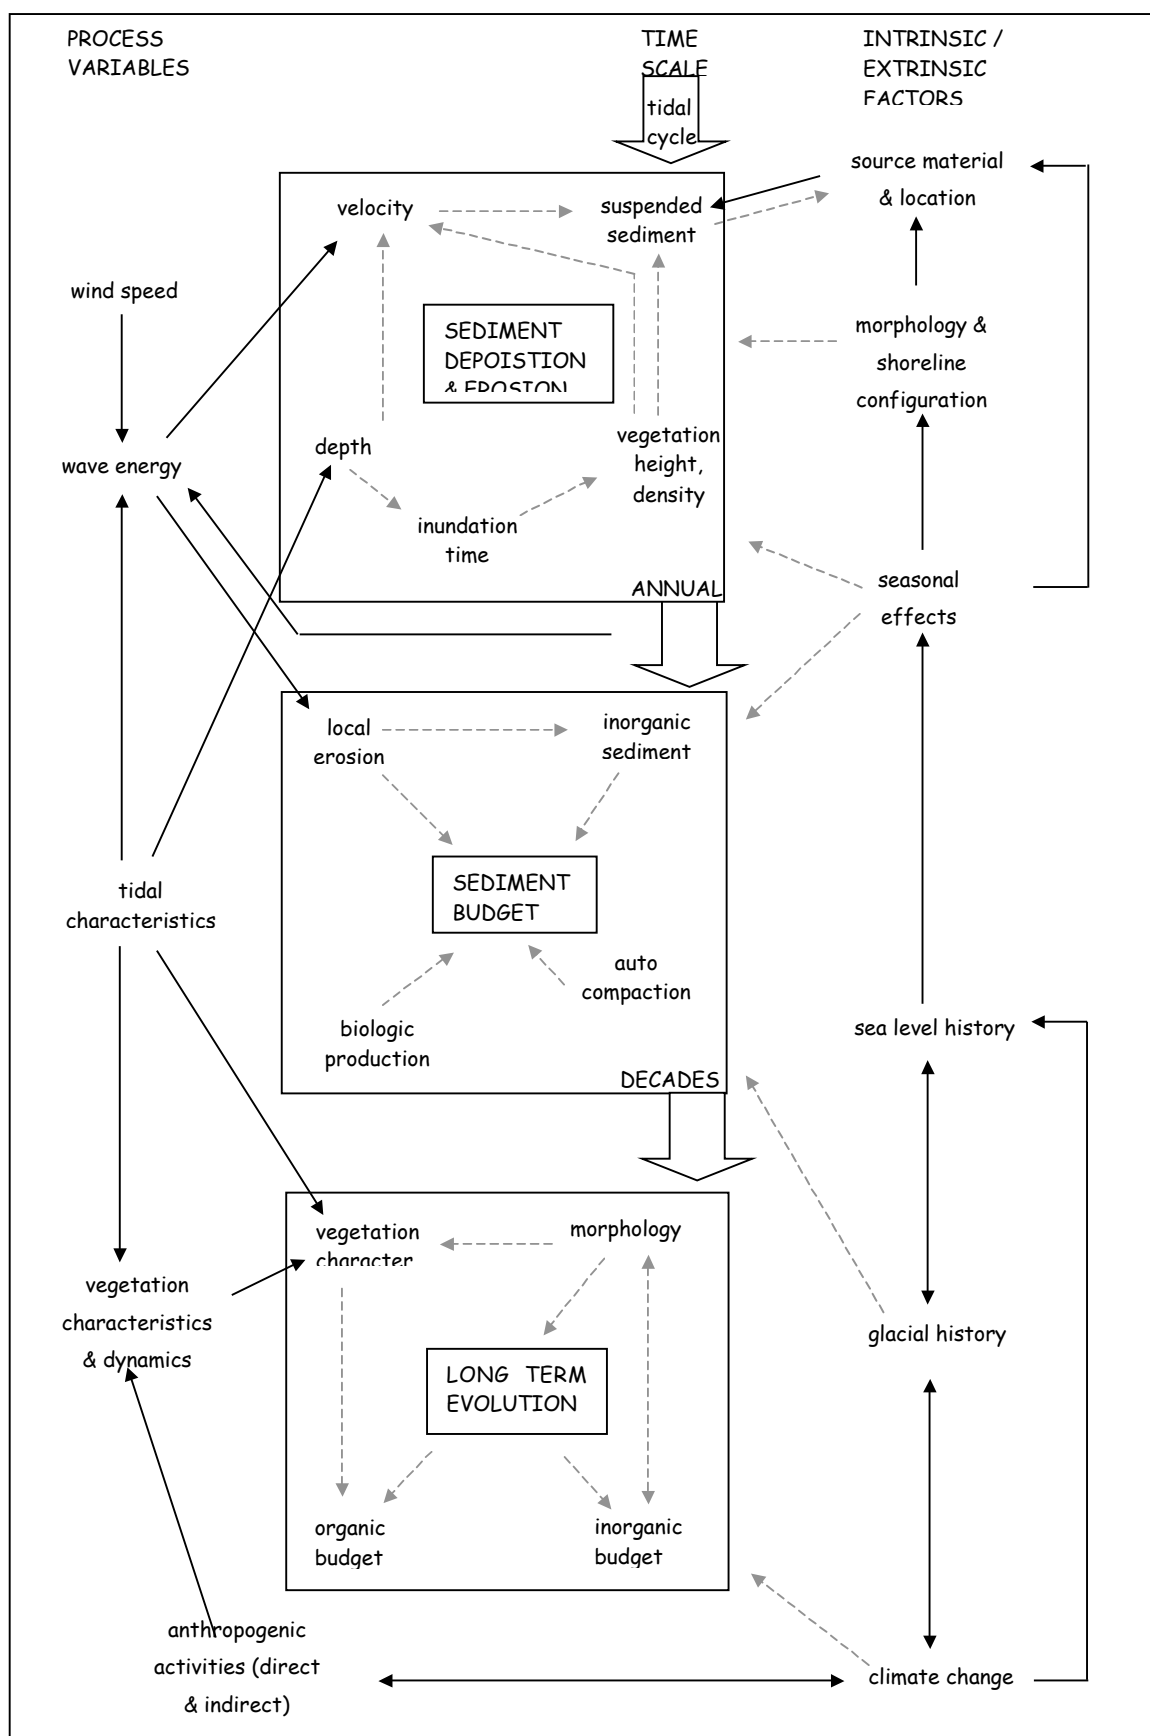 PROCESS
VARIABLES
TIME
SCALE
INTRINSIC /
EXTRINSIC
FACTORS
tidal
cycle
source material
& location
velocity
suspended
sediment
wind speed
SEDIMENT
DEPOISTION
& EROSION
morphology &
shoreline
configuration
wave energy
depth
vegetation
height,
density
inundation
time
ANNUAL
seasonal
effects
local
erosion
inorganic
sediment
SEDIMENT
BUDGET
tidal
characteristics
auto
compaction
biologic
production
DECADES
sea level history
vegetation
character
morphology
vegetation
characteristics
& dynamics
glacial history
LONG TERM
EVOLUTION
organic
budget
inorganic
budget
anthropogenic
activities (direct
& indirect)
climate change